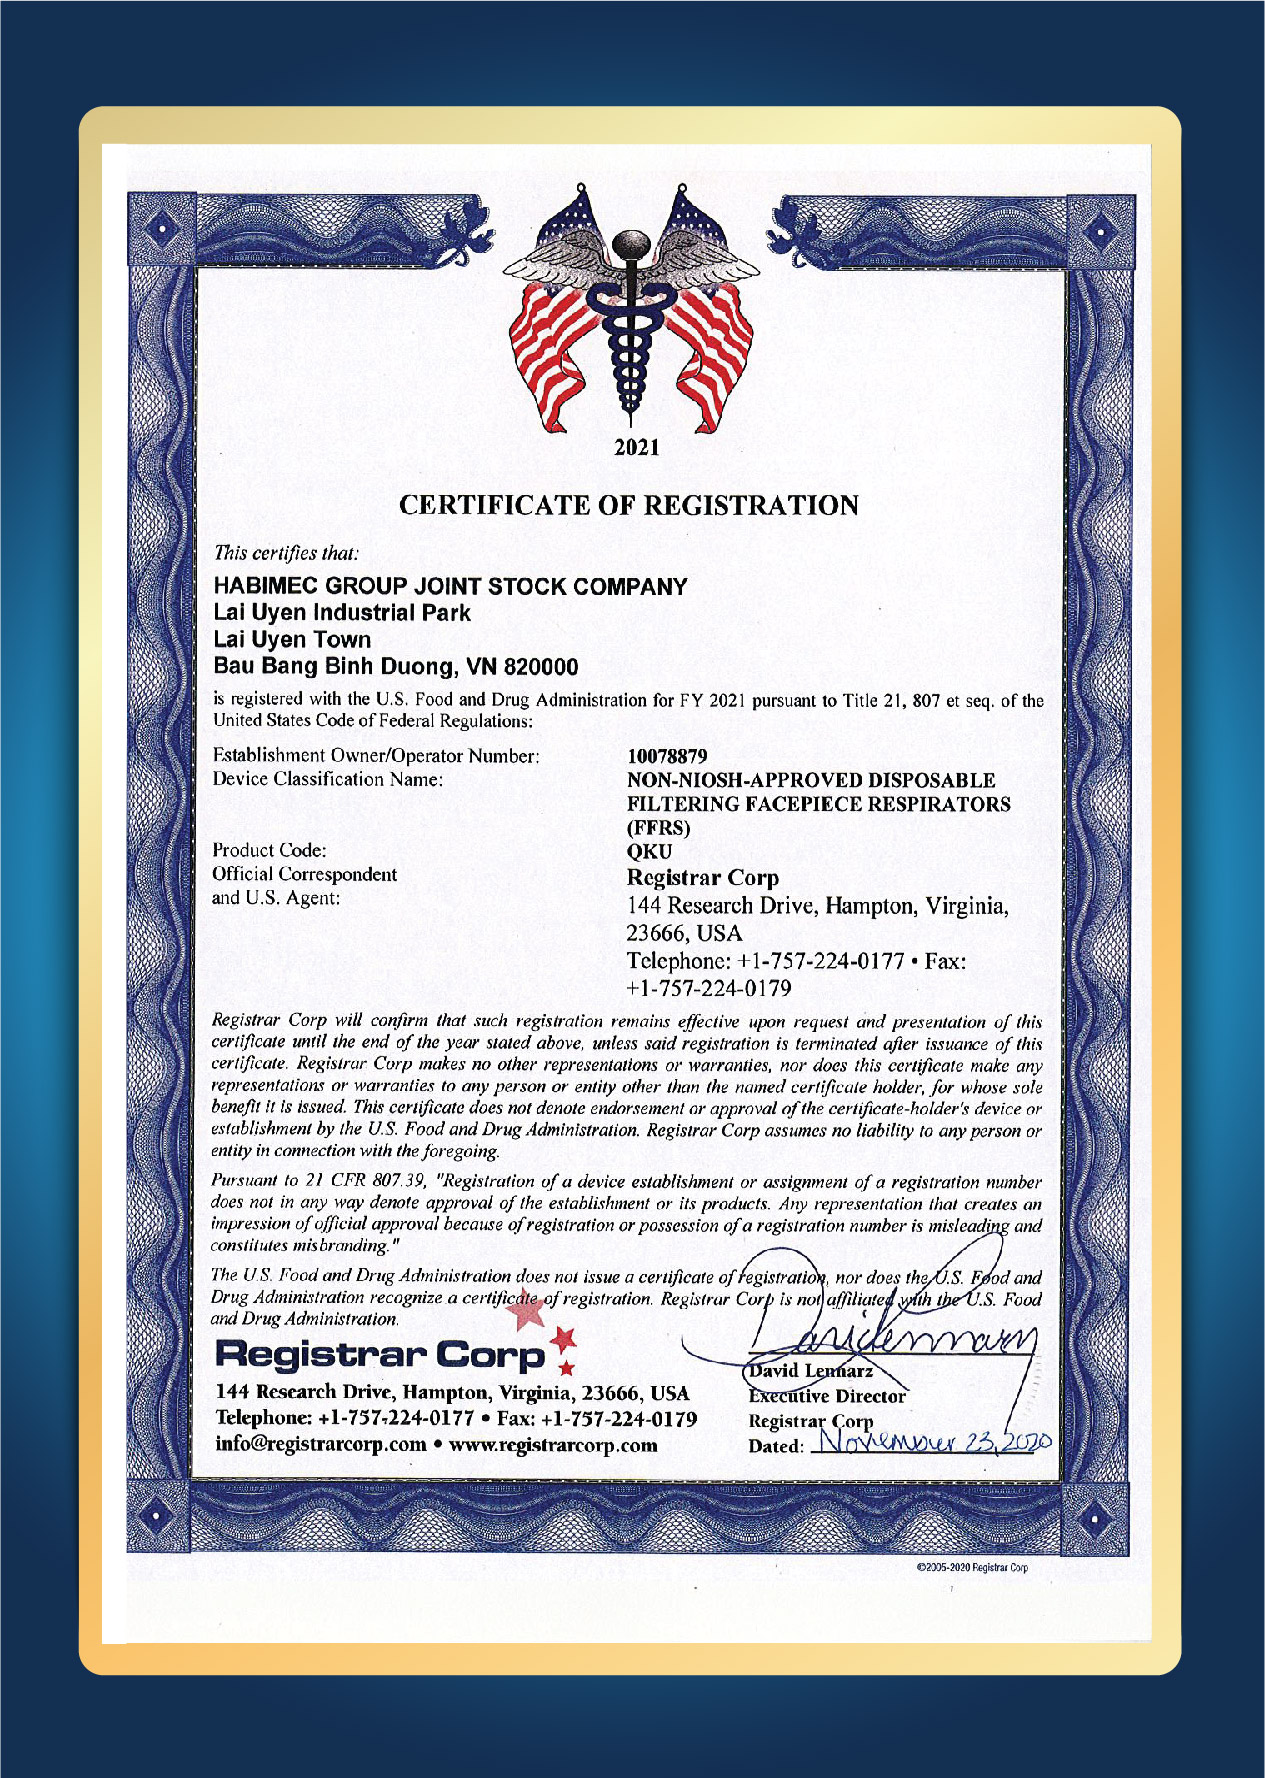 2021
CERTIFICATE OF REGISTRATION
This certifies that:
HABIMEC GROUP JOINT STOCK COMPANY
Lai Uyen Industrial Park
Lai Uyen Town
Bau Bang Binh Duong, VN 820000
is registered with the U.S. Food and Drug Administration for FY 2021 pursuant to Title 21, 807 et seq. of the
United States Code of Federal Regulations:
Establishment Owner/Operator Number: 10078879
Device Classification Name: NON-NIOSH-APPROVED DISPOSABLE
FILTERING FACEPIECE RESPIRATORS
(FFRS)
Product Code: QKU
Official Correspondent Registrar Corp
and U.S. Agent: 144 Research Drive, Hampton, Virginia,
23666, USA
Telephone: +1-757-224-0177 • Fax:
+1-757-224-0179
Registrar Corp will confirm that such registration remains effective upon request and presentation of this
certificate until the end of the year stated above, unless said registration is terminated after issuance of this
certificate. Registrar Corp makes no other representations or warranties, nor does this certificate make any
representations or warranties to any person or entity other than the named certificate holder, for whose sole
benefit it is issued. This certificate does not denote endorsement or approval of the certificate-holder's device or
establishment by the U.S. Food and Drug Administration. Registrar Corp assumes no liability to any person or
entity in connection with the foregoing.
Pursuant to 21 CFR 807.39, "Registration of a device establishment or assignment of a registration number
does not in any way denote approval of the establishment or its products. Any representation that creates an
impression of official approval because of registration or possession of a registration number is misleading and
constitutes misbranding."
The U.S. Food and Drug Administration does not issue a certificate of registration, nor does the U.S. Food and
Drug Administration recognize a certificate of registration. Registrar Corp is not affiliated with the U.S. Food
and Drug Administration.
Registrar Corp
144 Research Drive, Hampton, Virginia, 23666, USA
Telephone: +1-757-224-0177 • Fax: +1-757-224-0179
info@registrarcorp.com • www.registrarcorp.com
David Lennarz
David Lennarz
Executive Director
Registrar Corp
Dated: November 23, 2020
©2005-2020 Registrar Corp